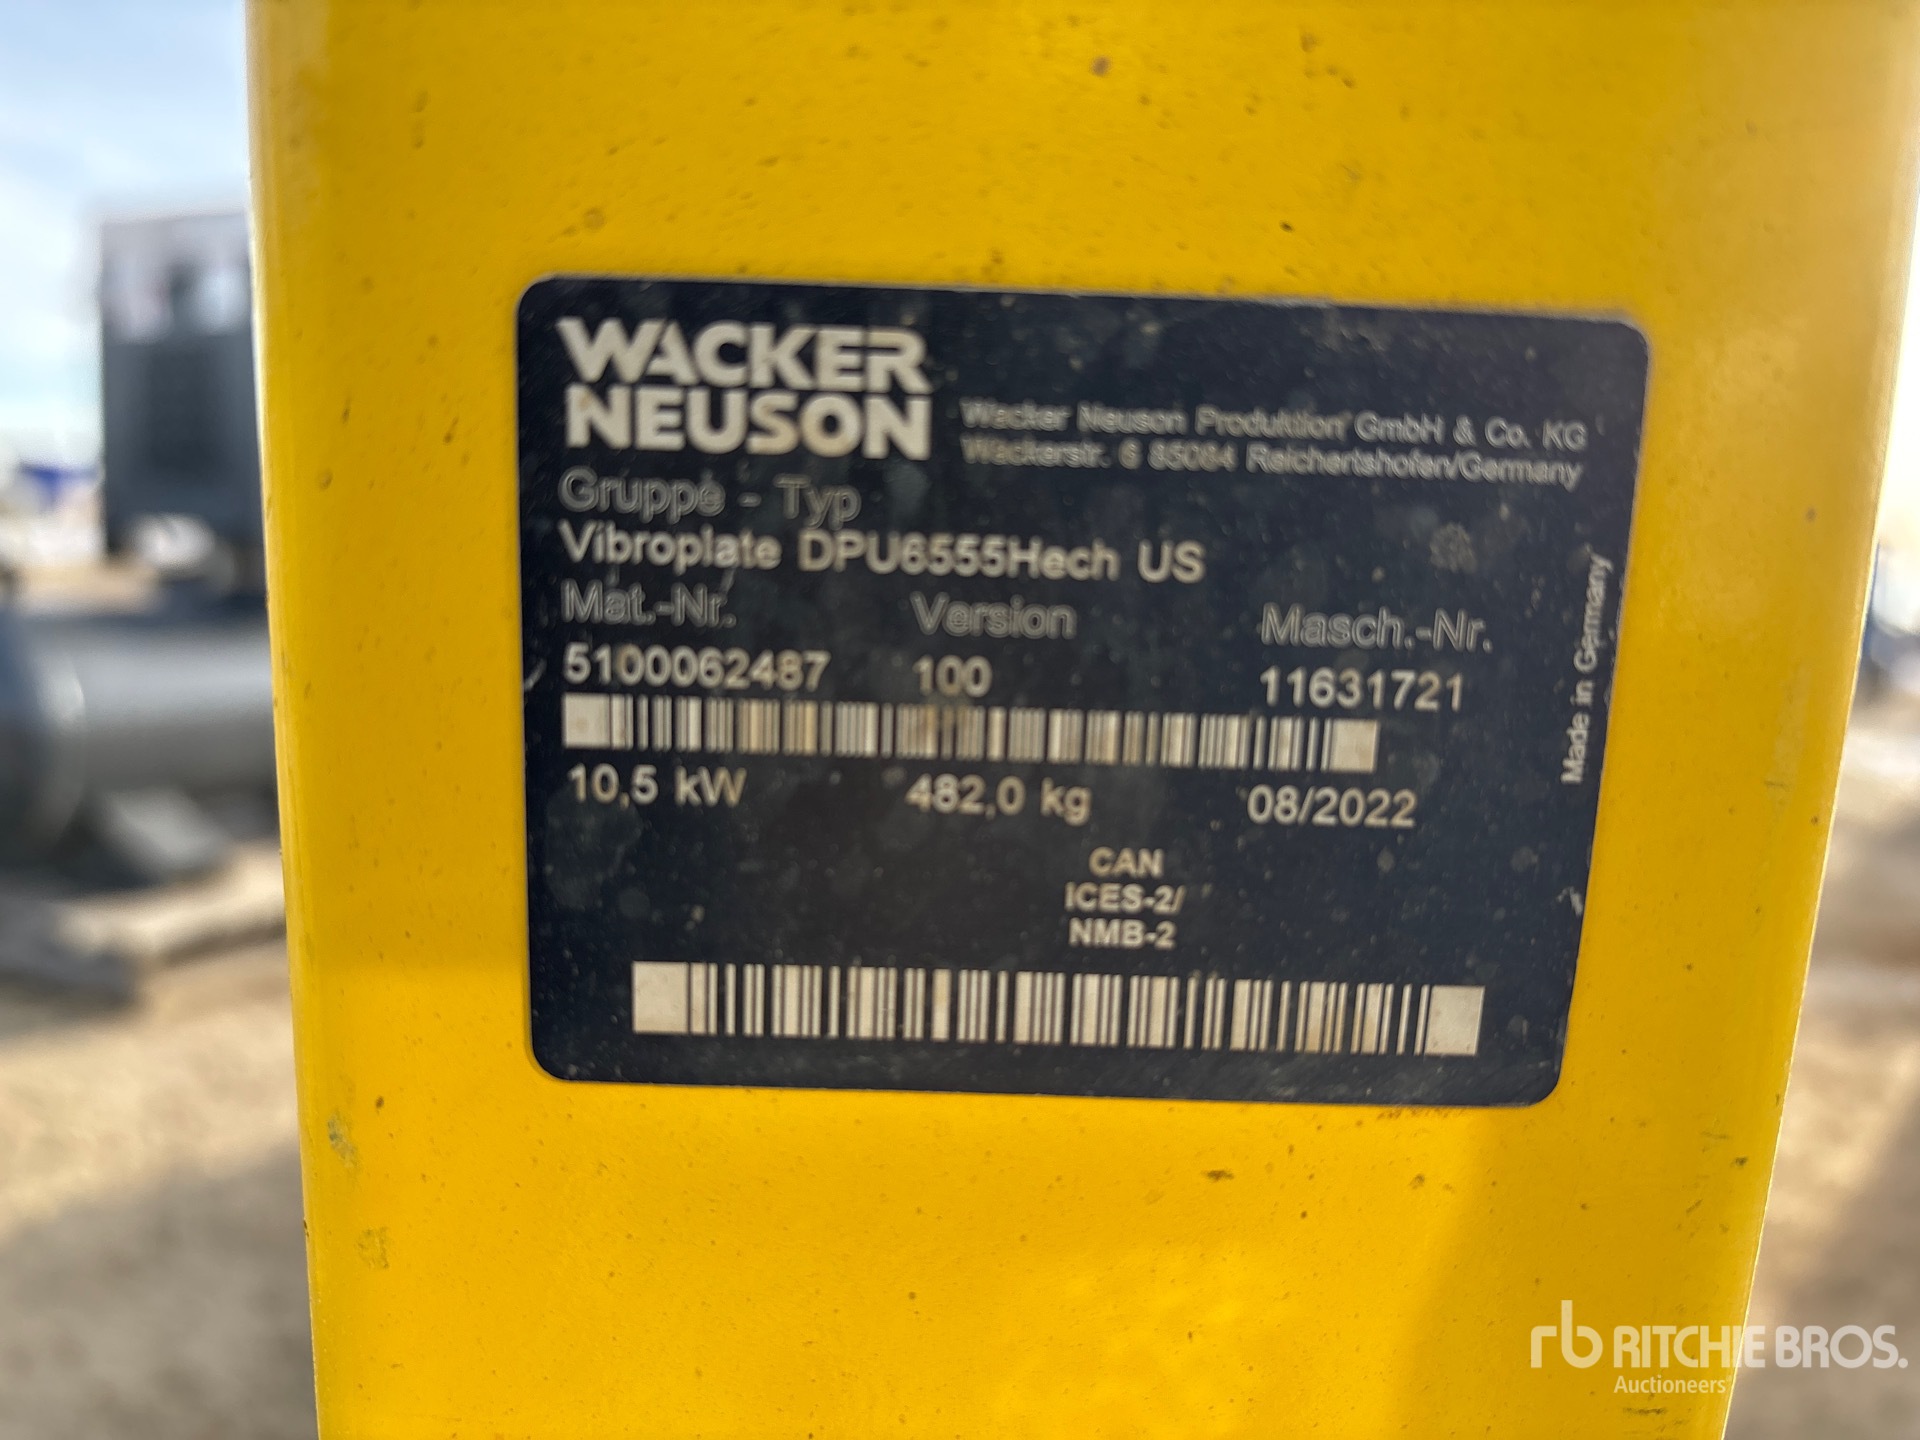 WACKER
NEUSON
Wacker Neuson Produktion GmbH & Co. KG
Wackerstr. 6 85084 Reichertshofen/Germany
Gruppe - Typ
Vibroplate DPU6555Hech US
Mat.-Nr. Version Masch.-Nr.
5100062487 100 11631721
10,5 kW 482,0 kg 08/2022
CAN
ICES-2/
NMB-2
Made in Germany
rb RITCHIE BROS.
Auctioneers